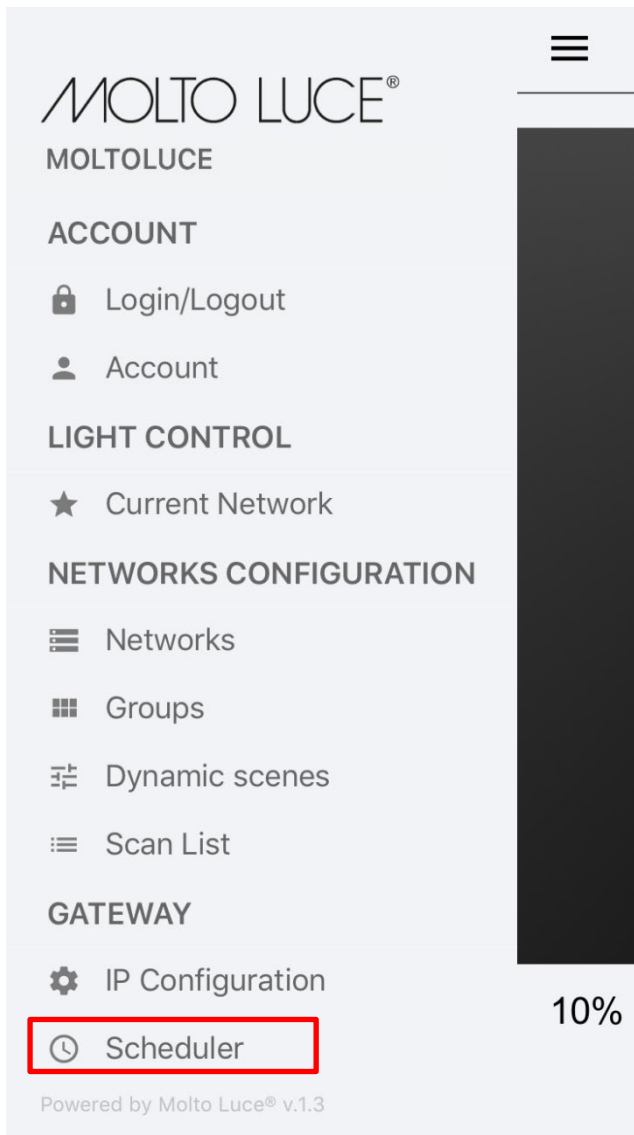 MOLTO LUCE®
MOLTOLUCE
ACCOUNT
Login/Logout
Account
LIGHT CONTROL
Current Network
NETWORKS CONFIGURATION
Networks
Groups
Dynamic scenes
Scan List
GATEWAY
IP Configuration
10%
Scheduler
Powered by Molto Luce® v.1.3